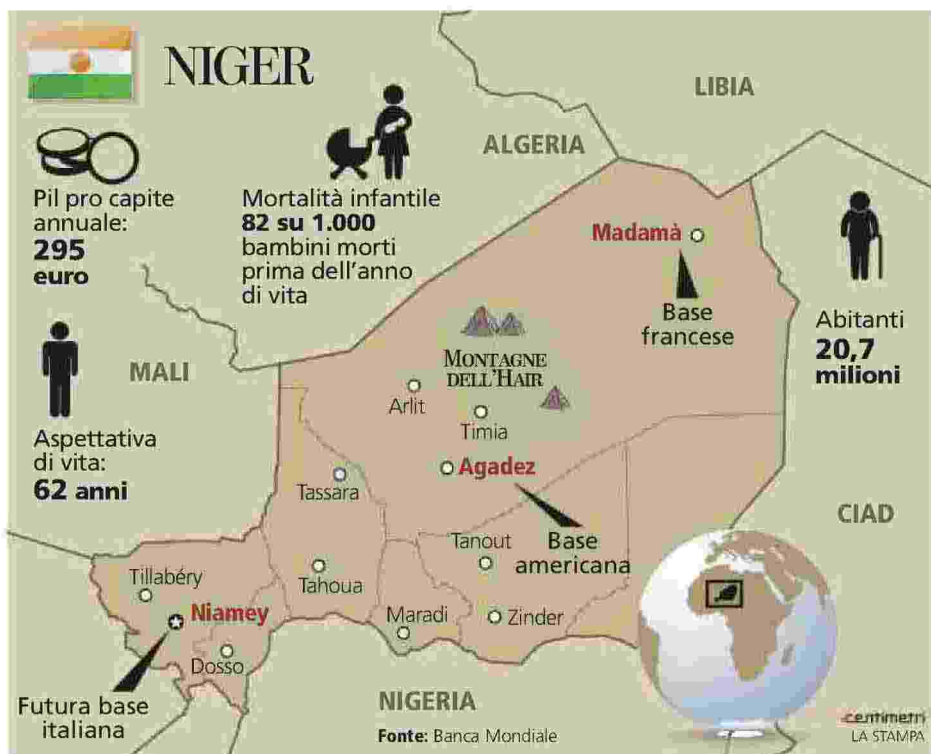 NIGER
LIBIA
ALGERIA
Pil pro capite
annuale:
295
euro
Mortalità infantile
82 su 1.000
bambini morti
prima dell'anno
di vita
Madamà
Base
francese
Abitanti
20,7
milioni
MALI
MONTAGNE
DELL'HAIR
Arlit
Timia
Aspettativa
di vita:
62 anni
Agadez
Tassara
CIAD
Base
americana
Tanout
Tillabéry
Tahoua
Niamey
Maradi
Zinder
Dosso
Futura base
italiana
NIGERIA
Fonte: Banca Mondiale
centimetri
LA STAMPA